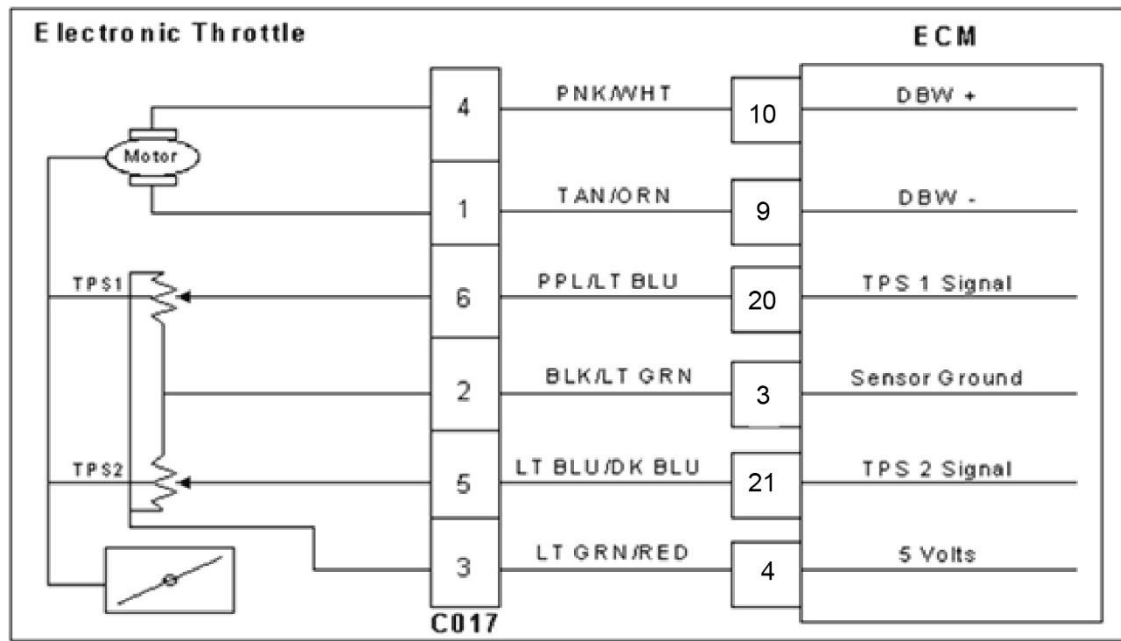 Electronic Throttle
ECM
4 PNK/WHT 10 DBW +
Motor
1 TAN/ORN 9 DBW -
TPS1 6 PPL/LT BLU 20 TPS 1 Signal
2 BLK/LT GRN 3 Sensor Ground
TPS2 5 LT BLU/DK BLU 21 TPS 2 Signal
3 LT GRN/RED 4 5 Volts
C017